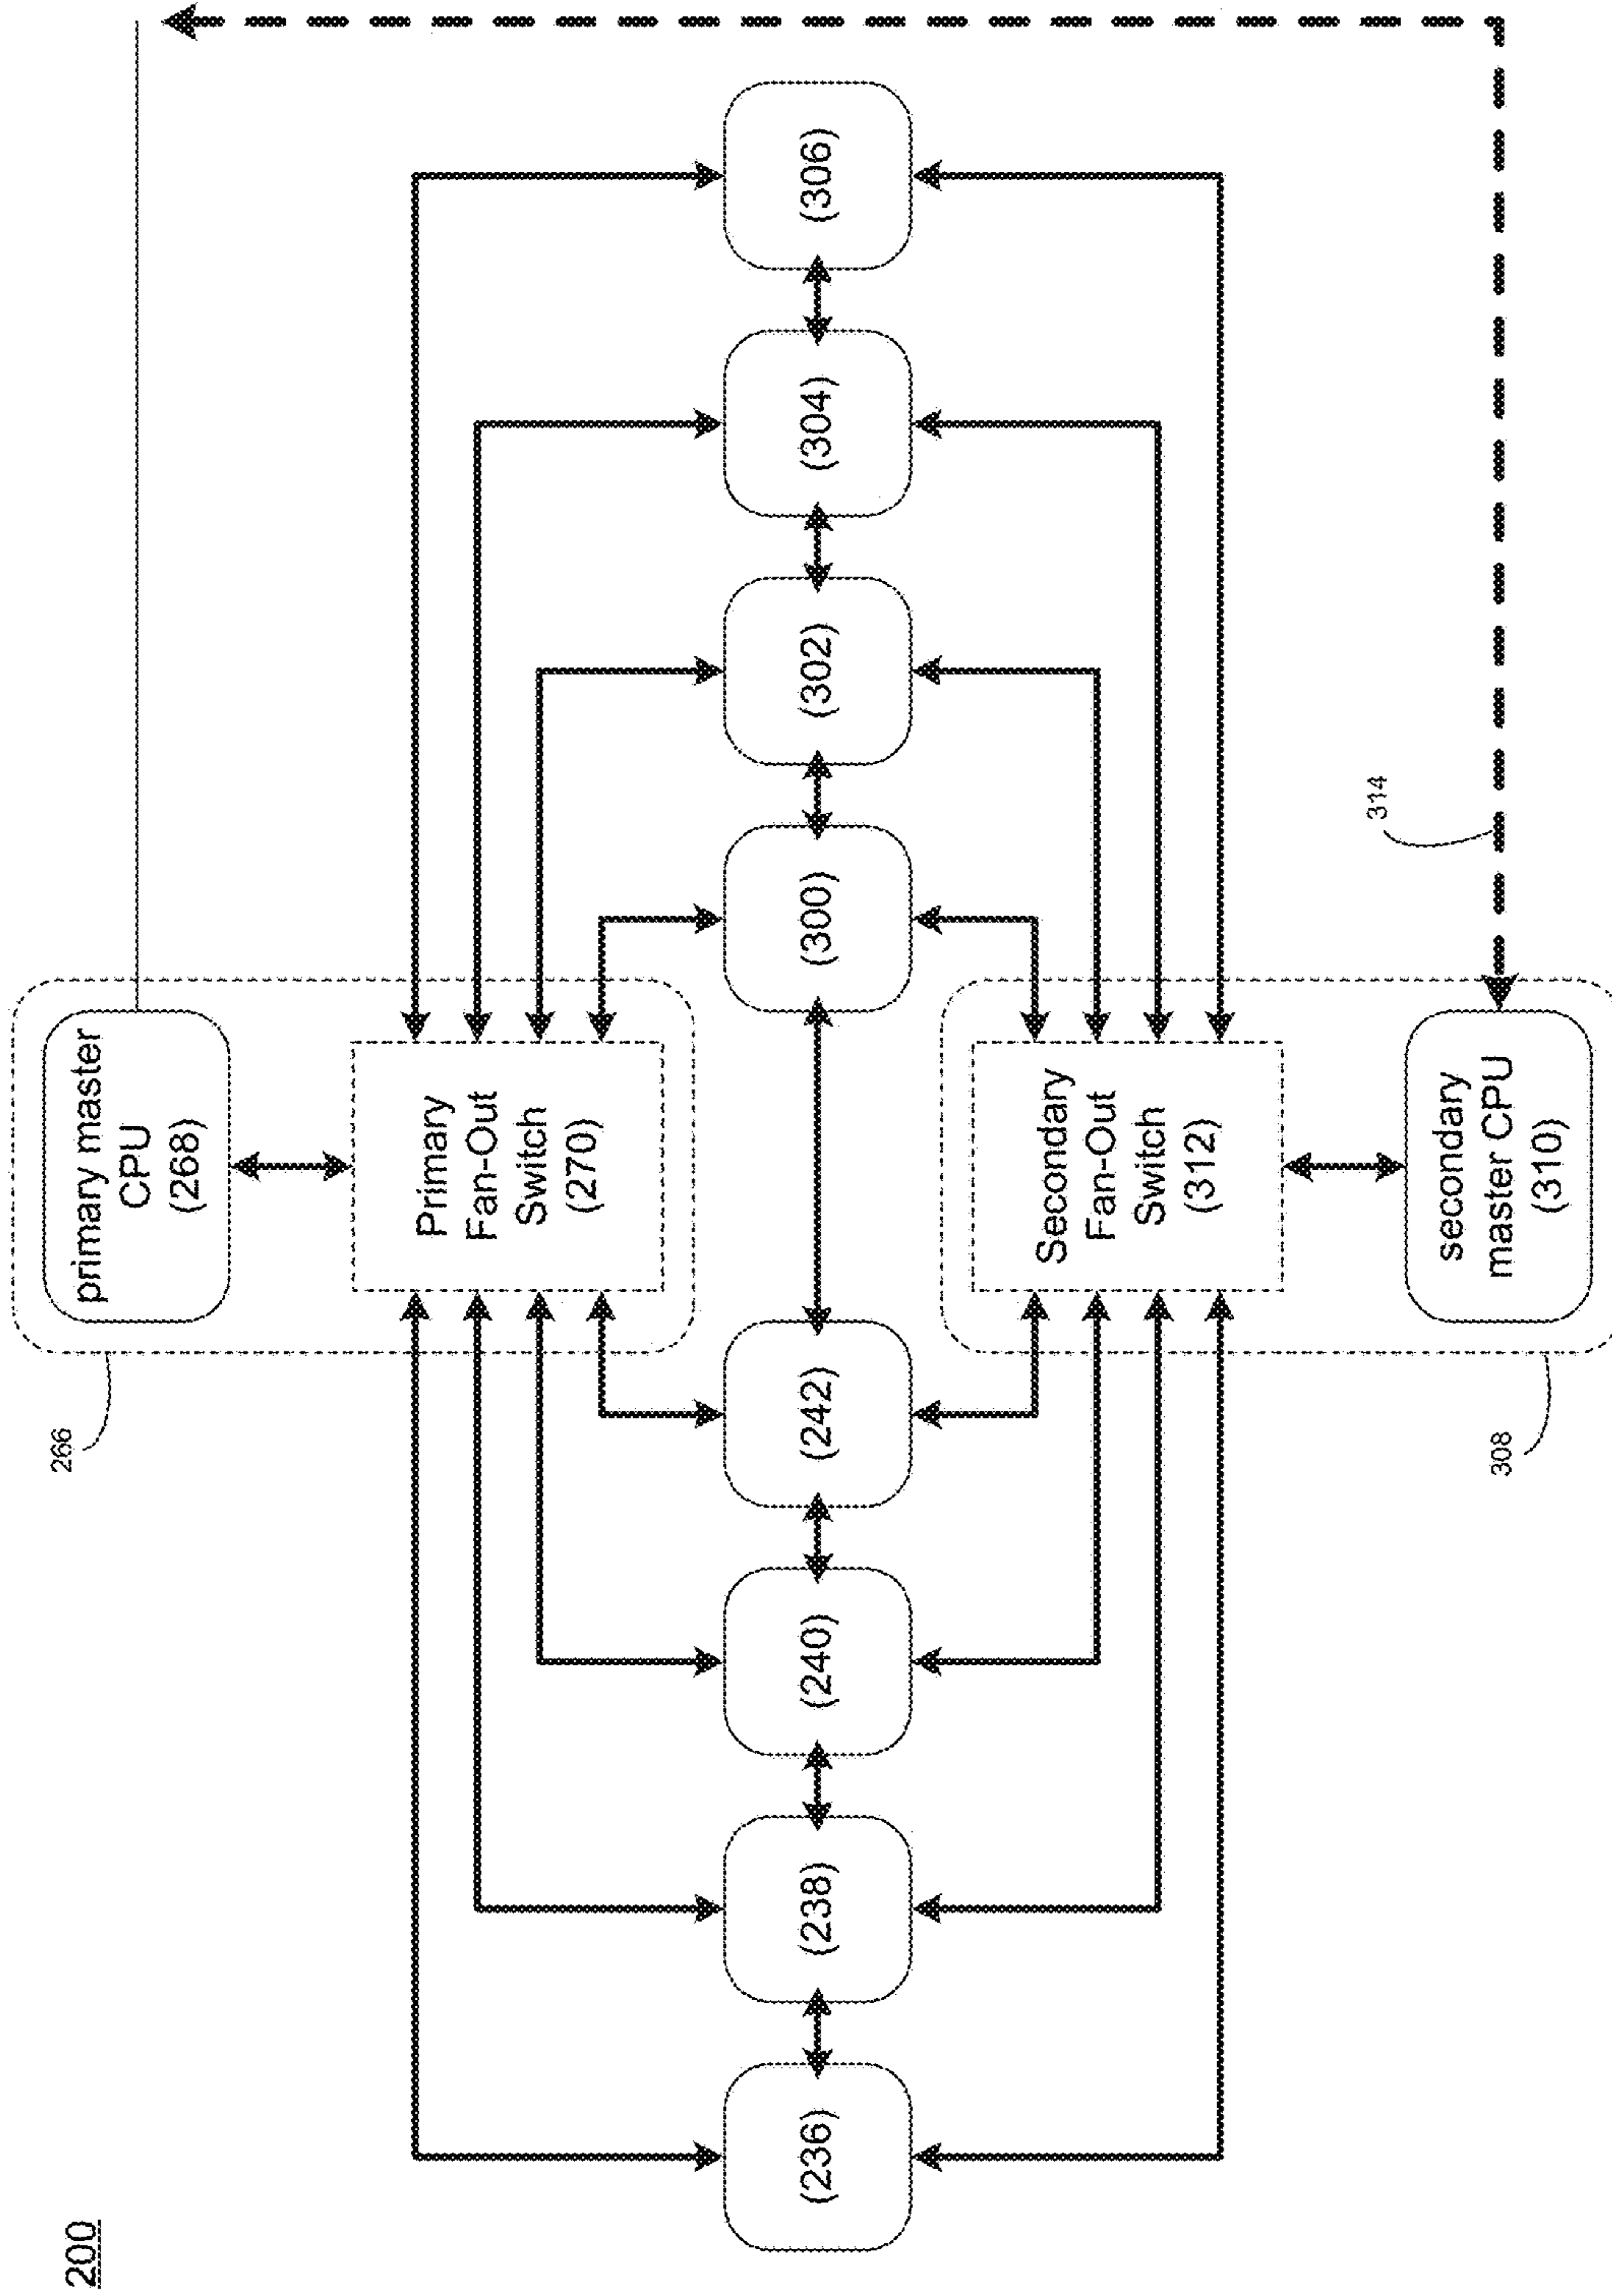 200
266
primary master
CPU
(268)
Primary
Fan-Out
Switch
(270)
(236)
(238)
(240)
(242)
(300)
(302)
(304)
(306)
Secondary
Fan-Out
Switch
(312)
314
308
secondary
master CPU
(310)